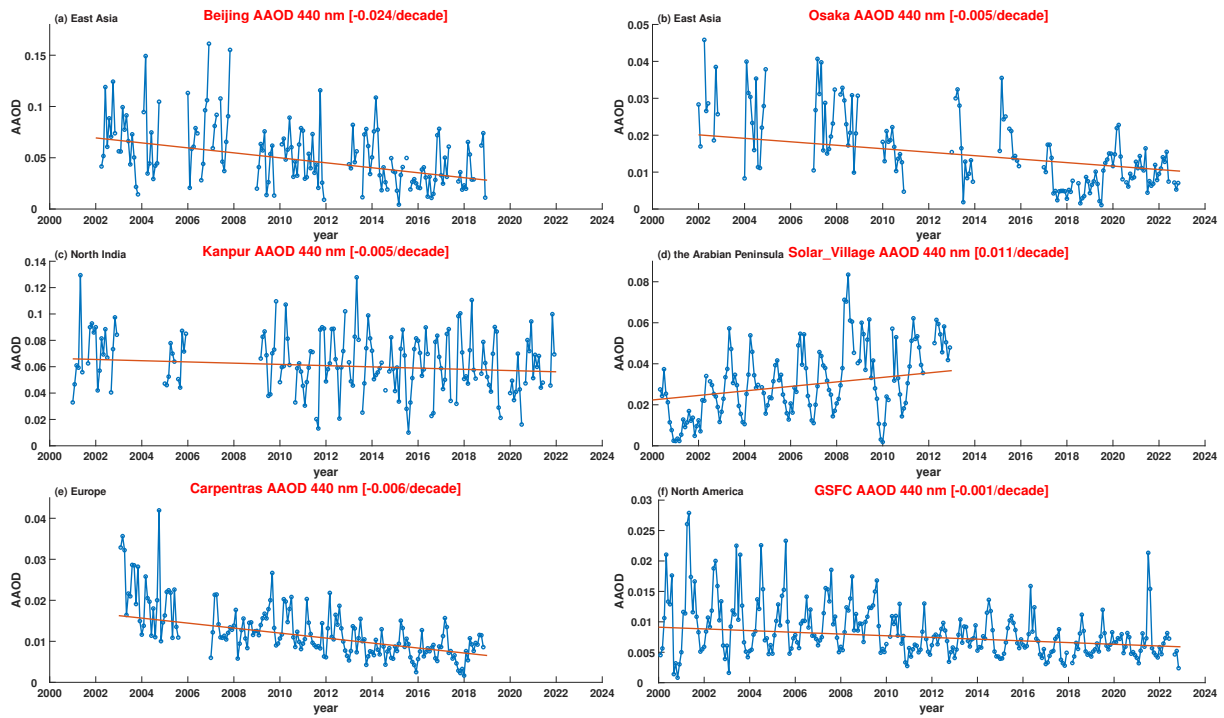 (a) East Asia
Beijing AAOD 440 nm [-0.024/decade]
AAOD
0.15
0.1
0.05
0
2000 2002 2004 2006 2008 2010 2012 2014 2016 2018 2020 2022 2024
year
(b) East Asia
Osaka AAOD 440 nm [-0.005/decade]
AAOD
0.05
0.04
0.03
0.02
0.01
0
2000 2002 2004 2006 2008 2010 2012 2014 2016 2018 2020 2022 2024
year
(c) North India
Kanpur AAOD 440 nm [-0.005/decade]
AAOD
0.14
0.12
0.1
0.08
0.06
0.04
0.02
0
2000 2002 2004 2006 2008 2010 2012 2014 2016 2018 2020 2022 2024
year
(d) the Arabian Peninsula
Solar_Village AAOD 440 nm [0.011/decade]
AAOD
0.08
0.06
0.04
0.02
0
2000 2002 2004 2006 2008 2010 2012 2014 2016 2018 2020 2022 2024
year
(e) Europe
Carpentras AAOD 440 nm [-0.006/decade]
AAOD
0.04
0.03
0.02
0.01
0
2000 2002 2004 2006 2008 2010 2012 2014 2016 2018 2020 2022 2024
year
(f) North America
GSFC AAOD 440 nm [-0.001/decade]
AAOD
0.03
0.025
0.02
0.015
0.01
0.005
0
2000 2002 2004 2006 2008 2010 2012 2014 2016 2018 2020 2022 2024
year